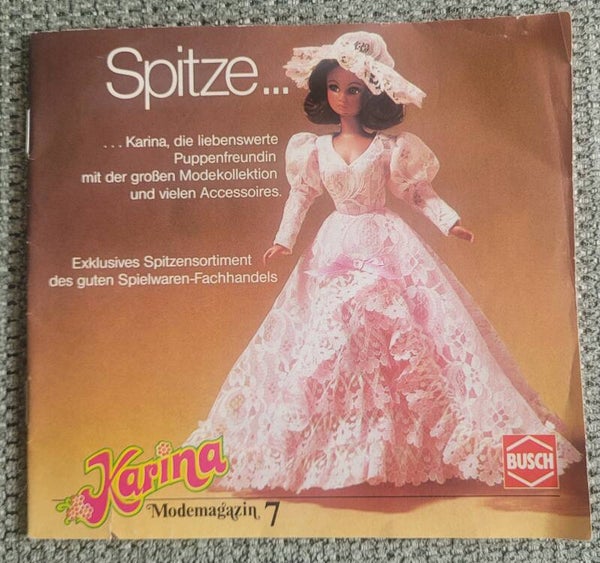 Spitze...
...Karina, die liebenswerte
Puppenfreundin
mit der großen Modekollektion
und vielen Accessoires.
Exklusives Spitzensortiment
des guten Spielwaren-Fachhandels
Karina
Modemagazin 7
BUSCH